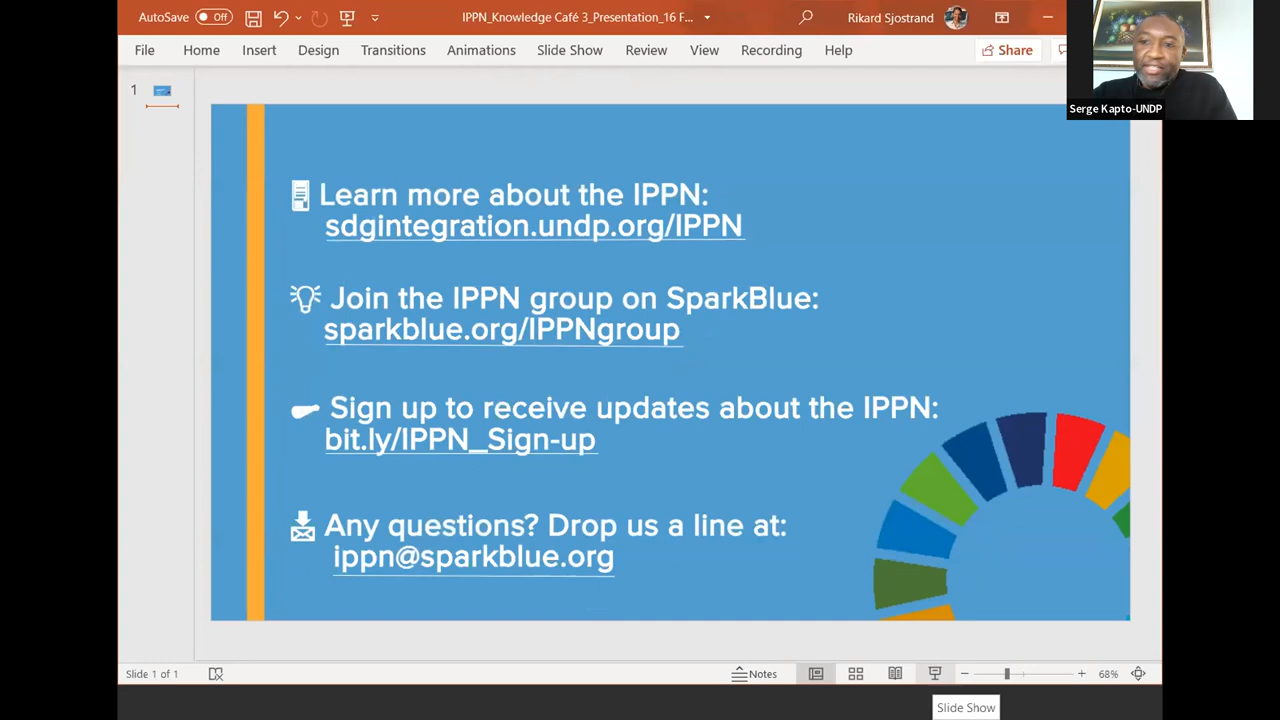 AutoSave Off IPPN_Knowledge Café 3_Presentation_16 F... Rikard Sjostrand
File Home Insert Design Transitions Animations Slide Show Review View Recording Help Share
Serge Kapto-UNDP
1
Learn more about the IPPN:
sdgintegration.undp.org/IPPN
Join the IPPN group on SparkBlue:
sparkblue.org/IPPNgroup
Sign up to receive updates about the IPPN:
bit.ly/IPPN_Sign-up
Any questions? Drop us a line at:
ippn@sparkblue.org
Slide 1 of 1 Notes 68%
Slide Show